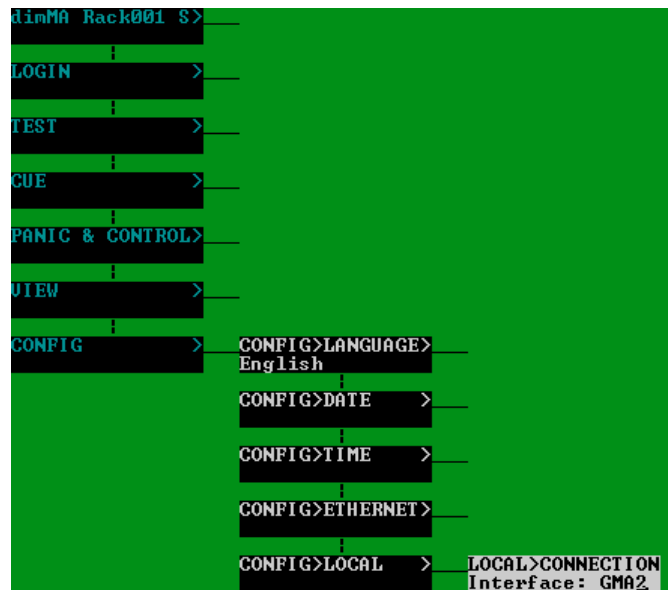 dimMA Rack001 S>
LOGIN >
TEST >
CUE >
PANIC & CONTROL>
VIEW >
CONFIG >
CONFIG>LANGUAGE>
English
CONFIG>DATE >
CONFIG>TIME >
CONFIG>ETHERNET>
CONFIG>LOCAL >
LOCAL>CONNECTION
Interface: GMA2